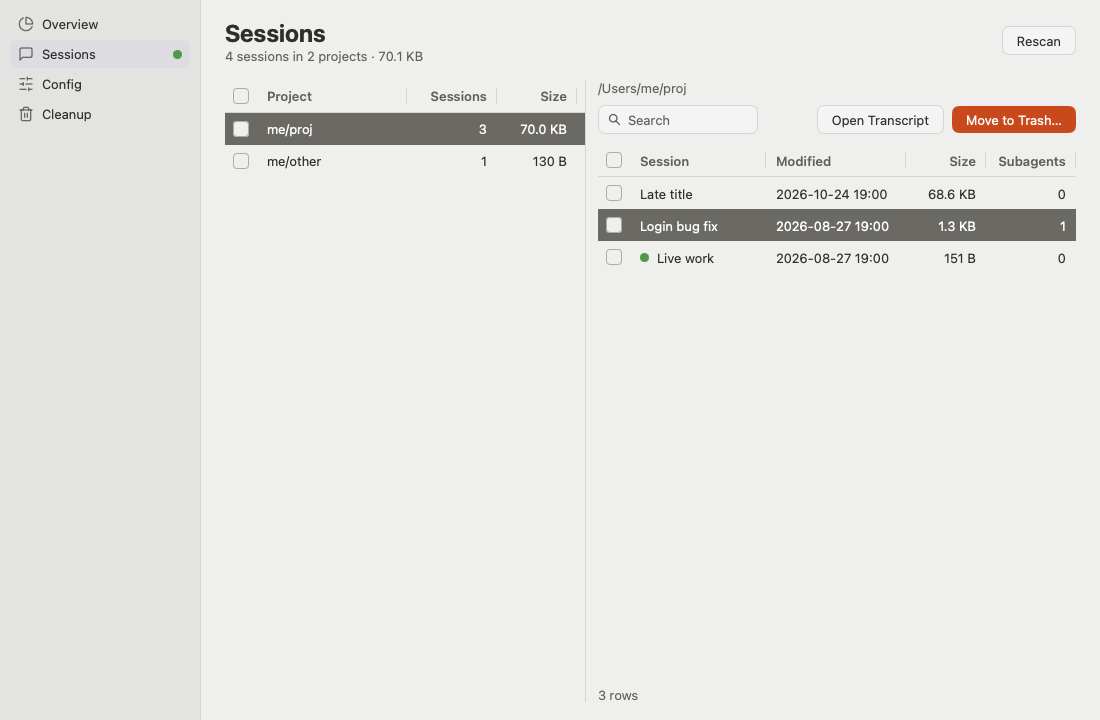 Overview
Sessions
Config
Cleanup
Sessions
4 sessions in 2 projects · 70.1 KB
Rescan
Project Sessions Size
me/proj 3 70.0 KB
me/other 1 130 B
/Users/me/proj
Search
Open Transcript
Move to Trash...
Session Modified Size Subagents
Late title 2026-10-24 19:00 68.6 KB 0
Login bug fix 2026-08-27 19:00 1.3 KB 1
Live work 2026-08-27 19:00 151 B 0
3 rows